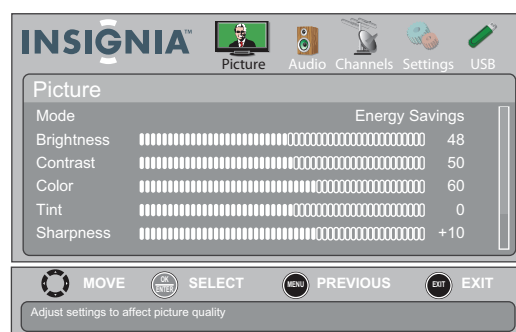 INSIGNIA™
Picture Audio Channels Settings USB
Picture
Mode Energy Savings
Brightness 48
Contrast 50
Color 60
Tint 0
Sharpness +10
MOVE OK ENTER SELECT MENU PREVIOUS EXIT EXIT
Adjust settings to affect picture quality